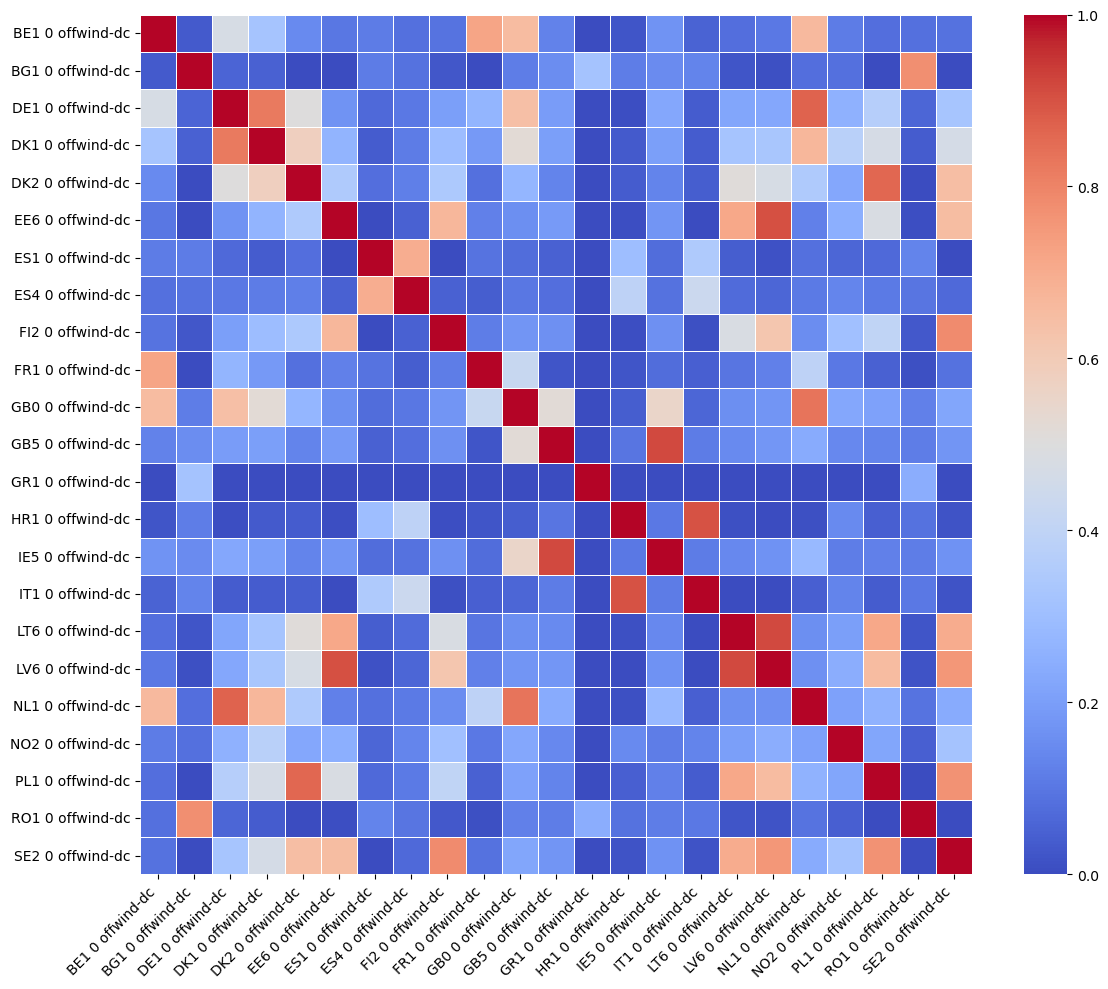 BE1 0 offwind-dc
BG1 0 offwind-dc
DE1 0 offwind-dc
DK1 0 offwind-dc
DK2 0 offwind-dc
EE6 0 offwind-dc
ES1 0 offwind-dc
ES4 0 offwind-dc
FI2 0 offwind-dc
FR1 0 offwind-dc
GB0 0 offwind-dc
GB5 0 offwind-dc
GR1 0 offwind-dc
HR1 0 offwind-dc
IE5 0 offwind-dc
IT1 0 offwind-dc
LT6 0 offwind-dc
LV6 0 offwind-dc
NL1 0 offwind-dc
NO2 0 offwind-dc
PL1 0 offwind-dc
RO1 0 offwind-dc
SE2 0 offwind-dc
BE1 0 offwind-dc
BG1 0 offwind-dc
DE1 0 offwind-dc
DK1 0 offwind-dc
DK2 0 offwind-dc
EE6 0 offwind-dc
ES1 0 offwind-dc
ES4 0 offwind-dc
FI2 0 offwind-dc
FR1 0 offwind-dc
GB0 0 offwind-dc
GB5 0 offwind-dc
GR1 0 offwind-dc
HR1 0 offwind-dc
IE5 0 offwind-dc
IT1 0 offwind-dc
LT6 0 offwind-dc
LV6 0 offwind-dc
NL1 0 offwind-dc
NO2 0 offwind-dc
PL1 0 offwind-dc
RO1 0 offwind-dc
SE2 0 offwind-dc
1.0
0.8
0.6
0.4
0.2
0.0